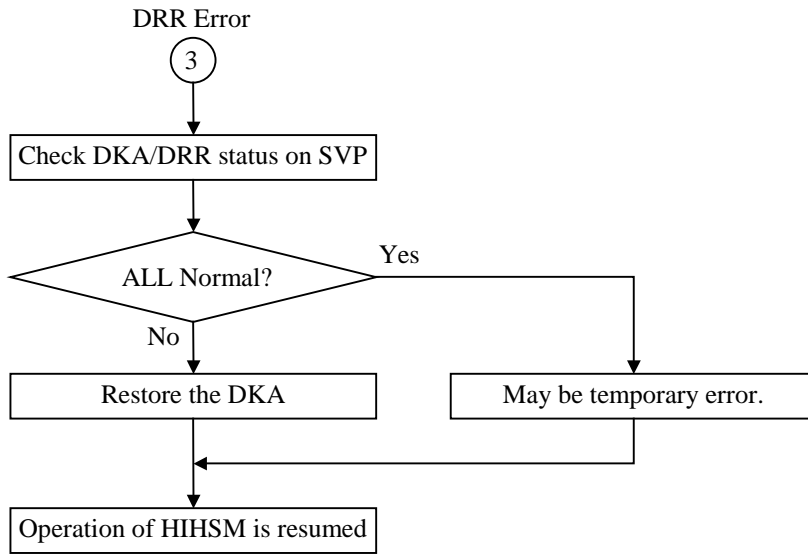 DRR Error
3
Check DKA/DRR status on SVP
ALL Normal?
Yes
No
Restore the DKA
May be temporary error.
Operation of HIHSM is resumed